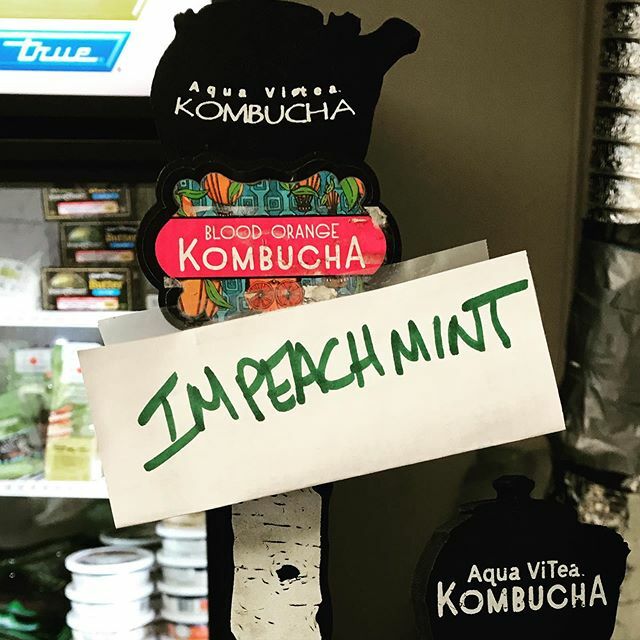 true
Aqua ViTea
KOMBUCHA
BLOOD ORANGE
KOMBUCHA
IMPEACHMINT
Aqua ViTea
KOMBUCHA